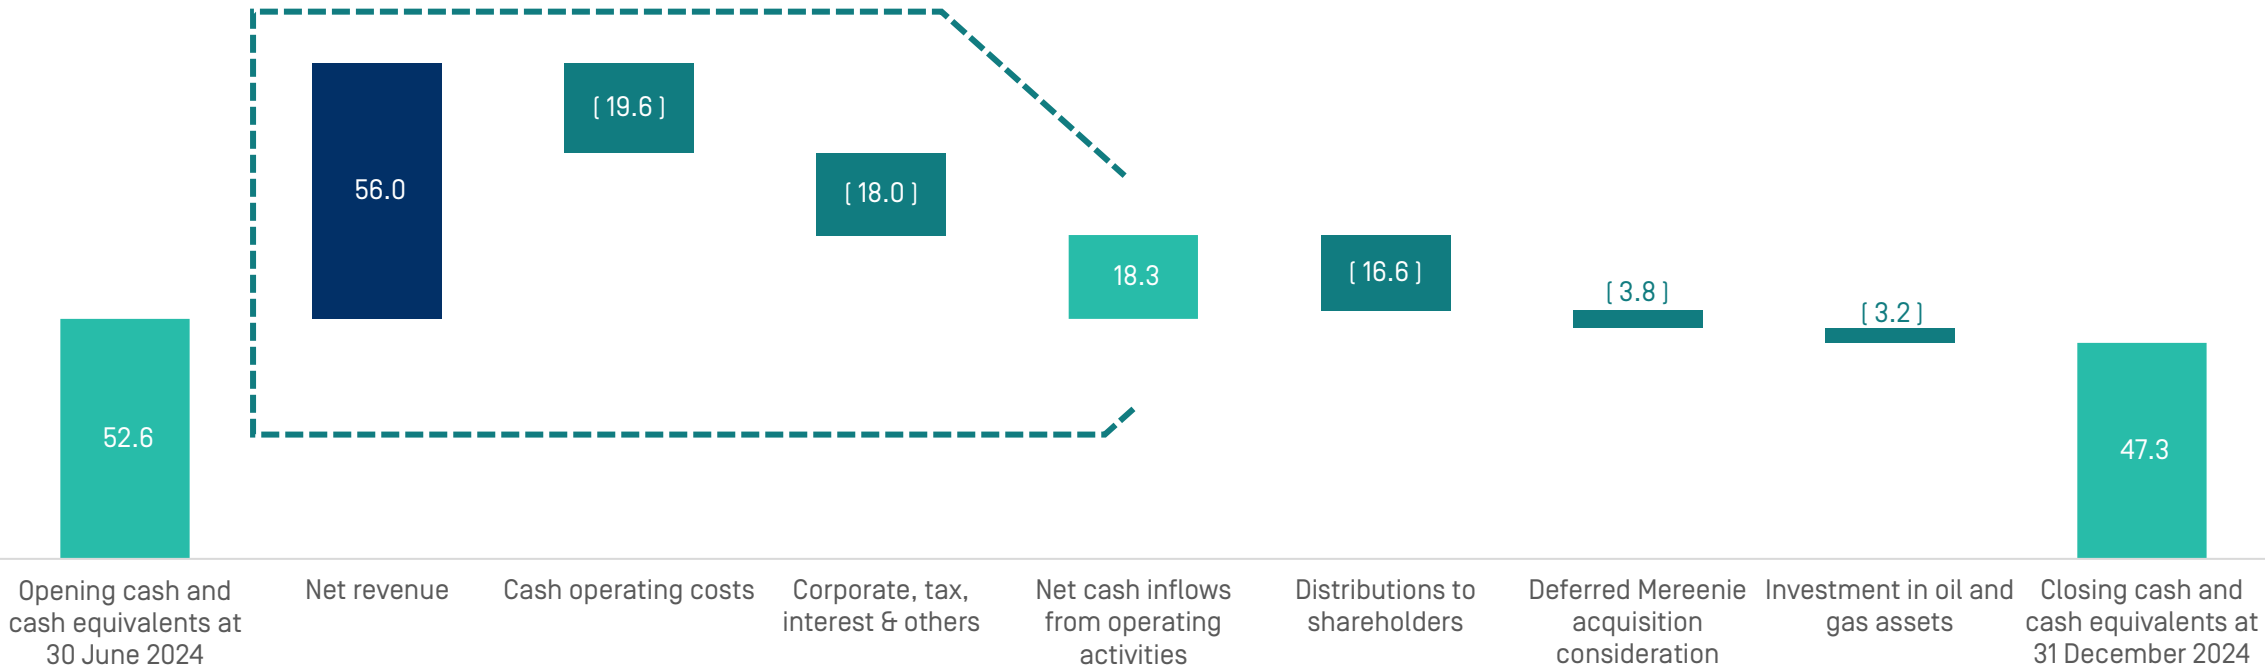 [ 19.6 ]
56.0
[ 18.0 ]
18.3
[ 16.6 ]
[ 3.8 ]
[ 3.2 ]
52.6
47.3
Opening cash and
cash equivalents at
30 June 2024
Net revenue
Cash operating costs
Corporate, tax,
interest & others
Net cash inflows
from operating
activities
Distributions to
shareholders
Deferred Mereenie
acquisition
consideration
Investment in oil and
gas assets
Closing cash and
cash equivalents at
31 December 2024